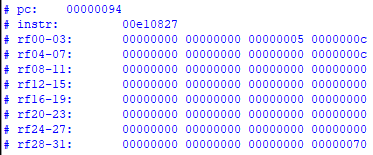 # pc: 00000094
# instr: 00e10827
# rf00-03: 00000000 00000000 00000005 0000000c
# rf04-07: 00000000 00000000 00000000 0000000c
# rf08-11: 00000000 00000000 00000000 00000000
# rf12-15: 00000000 00000000 00000000 00000000
# rf16-19: 00000000 00000000 00000000 00000000
# rf20-23: 00000000 00000000 00000000 00000000
# rf24-27: 00000000 00000000 00000000 00000000
# rf28-31: 00000000 00000000 00000000 00000070